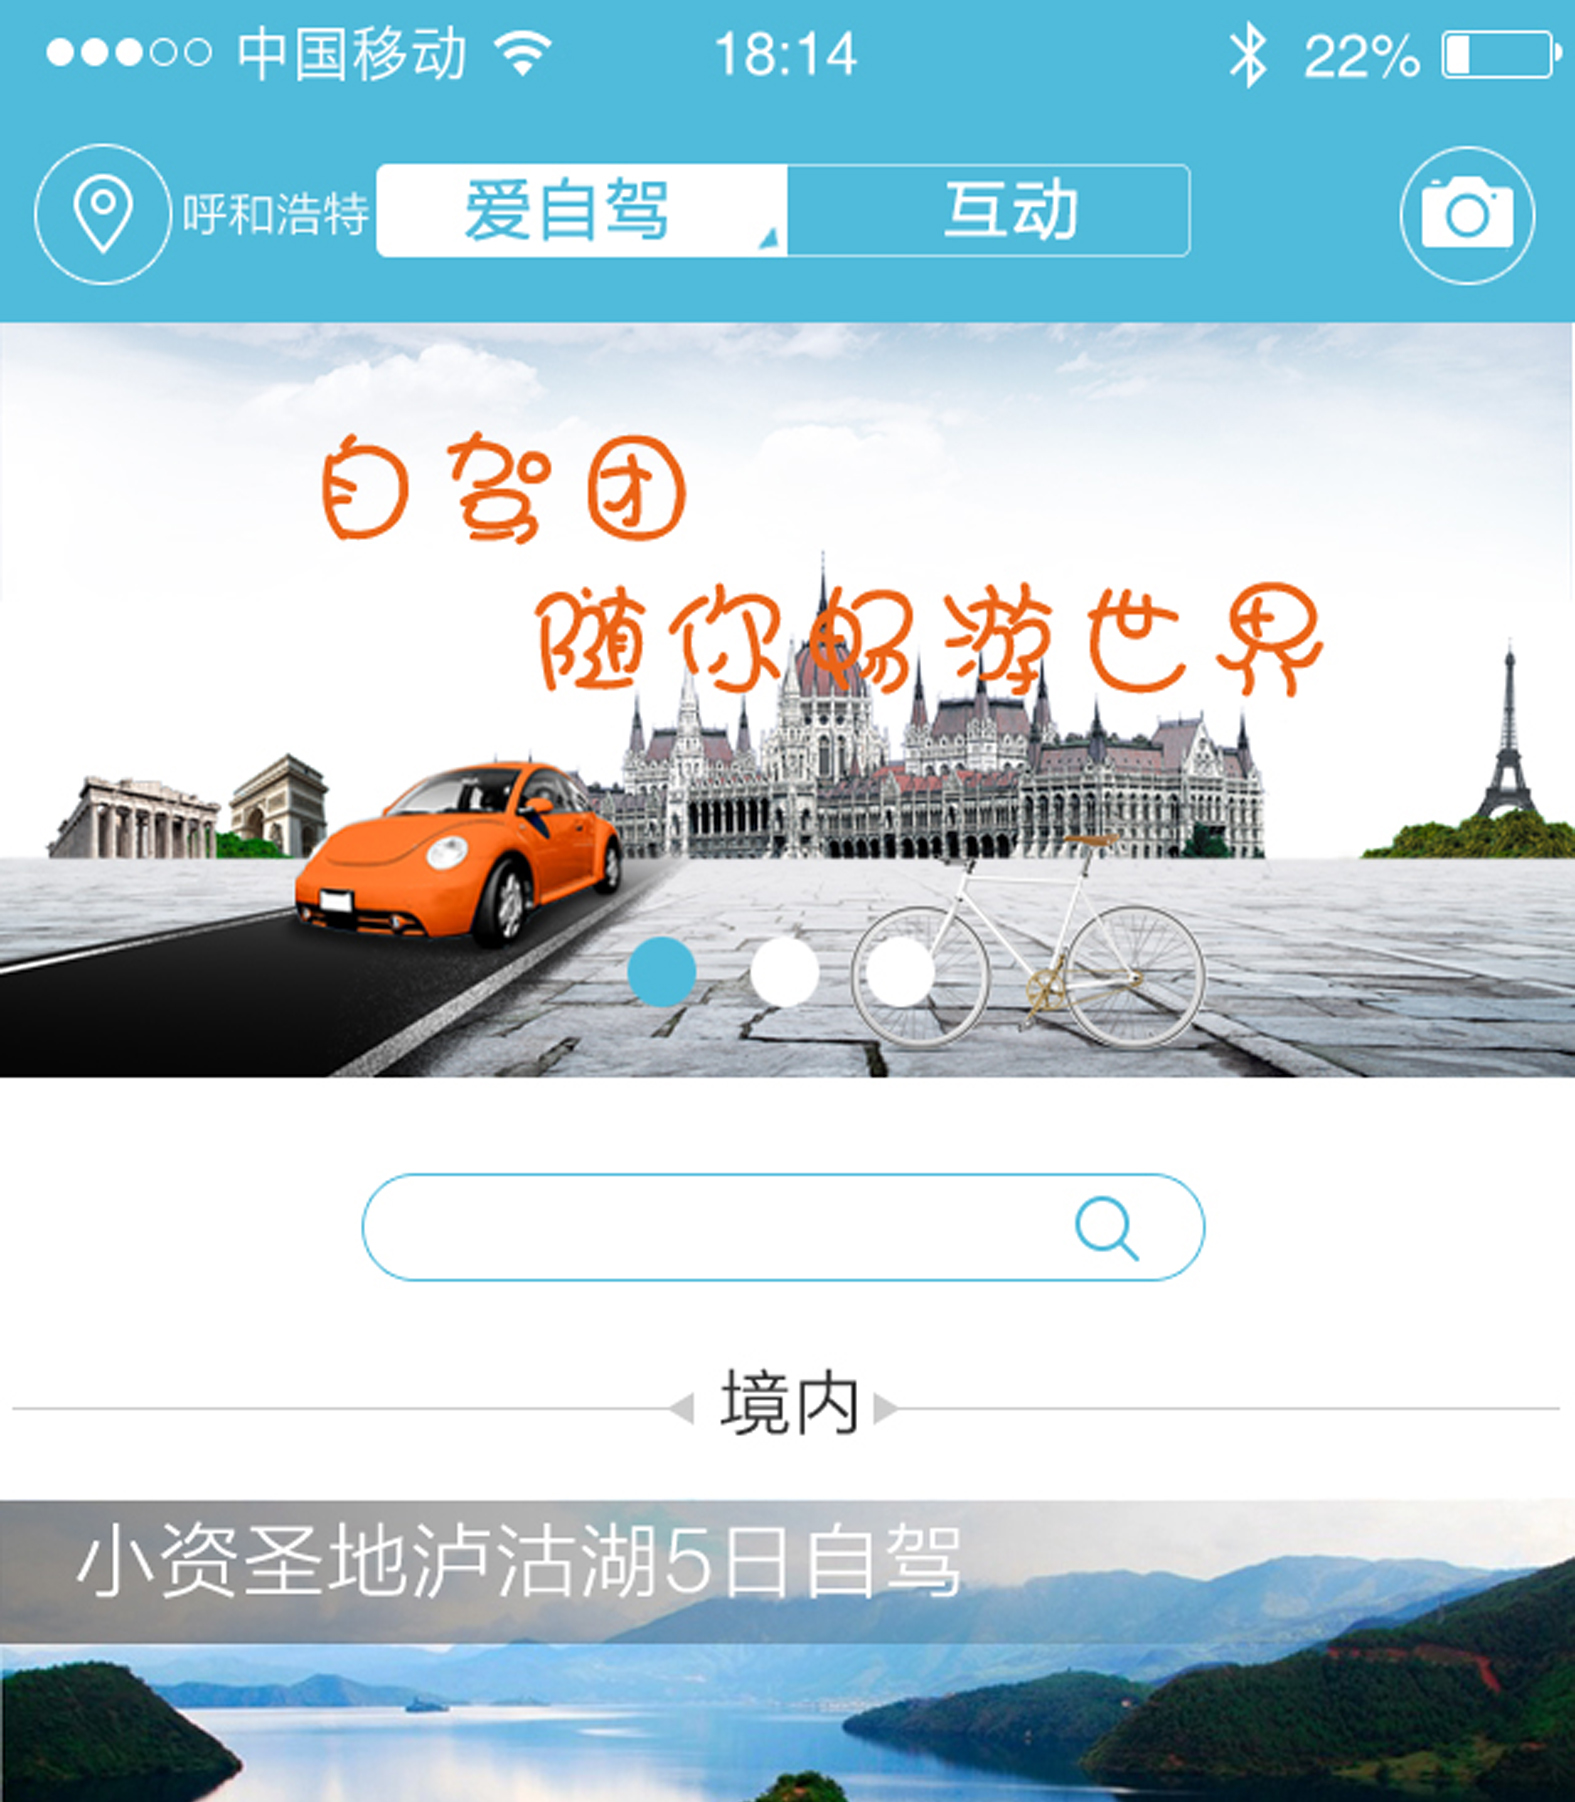 中国移动 18:14 22%
呼和浩特 爱自驾 互动
自驾团
随你畅游世界
境内
小资圣地泸沽湖5日自驾